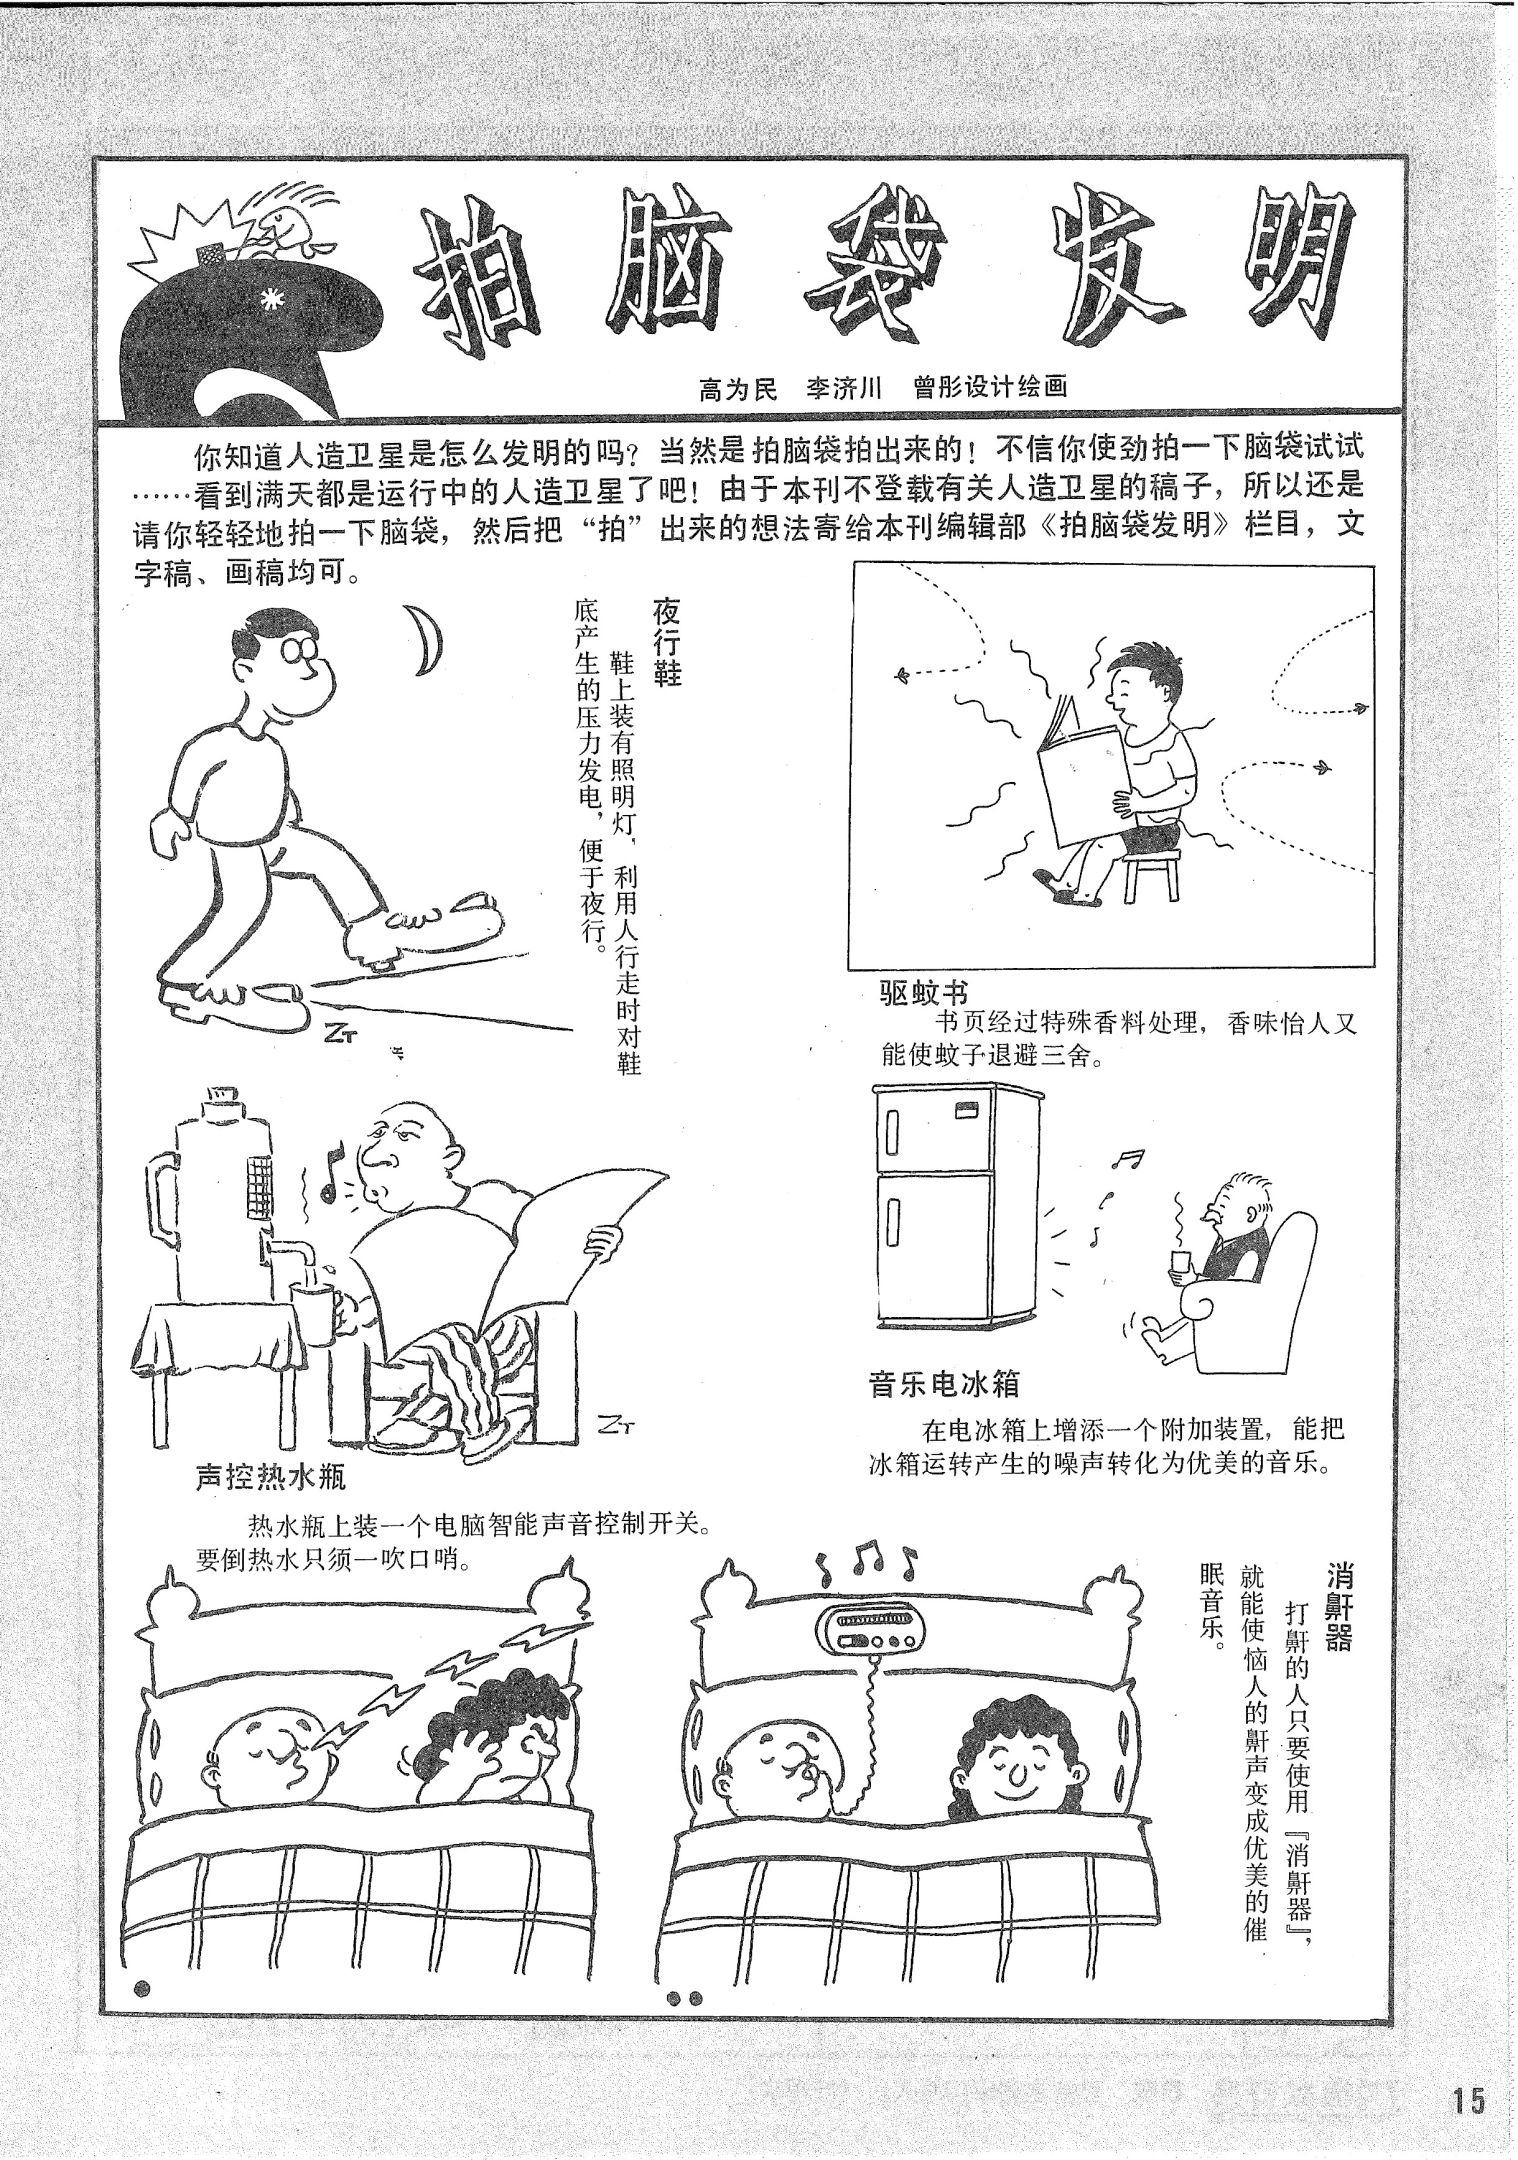 拍脑袋发明
高为民 李济川 曾彤设计绘画
你知道人造卫星是怎么发明的吗？当然是拍脑袋拍出来的！不信你使劲拍一下脑袋试试
……看到满天都是运行中的人造卫星了吧！由于本刊不登载有关人造卫星的稿子，所以还是
请你轻轻地拍一下脑袋，然后把“拍”出来的想法寄给本刊编辑部《拍脑袋发明》栏目，文
字稿、画稿均可。
夜行鞋
鞋上装有照明灯，利用人行走时对鞋
底产生的压力发电，便于夜行。
ZT
驱蚊书
书页经过特殊香料处理，香味怡人又
能使蚊子退避三舍。
ZT
声控热水瓶
热水瓶上装一个电脑智能声音控制开关。
要倒热水只须一吹口哨。
音乐电冰箱
在电冰箱上增添一个附加装置，能把
冰箱运转产生的噪声转化为优美的音乐。
消鼾器
打鼾的人只要使用『消鼾器』，
就能使恼人的鼾声变成优美的催
眠音乐。
15